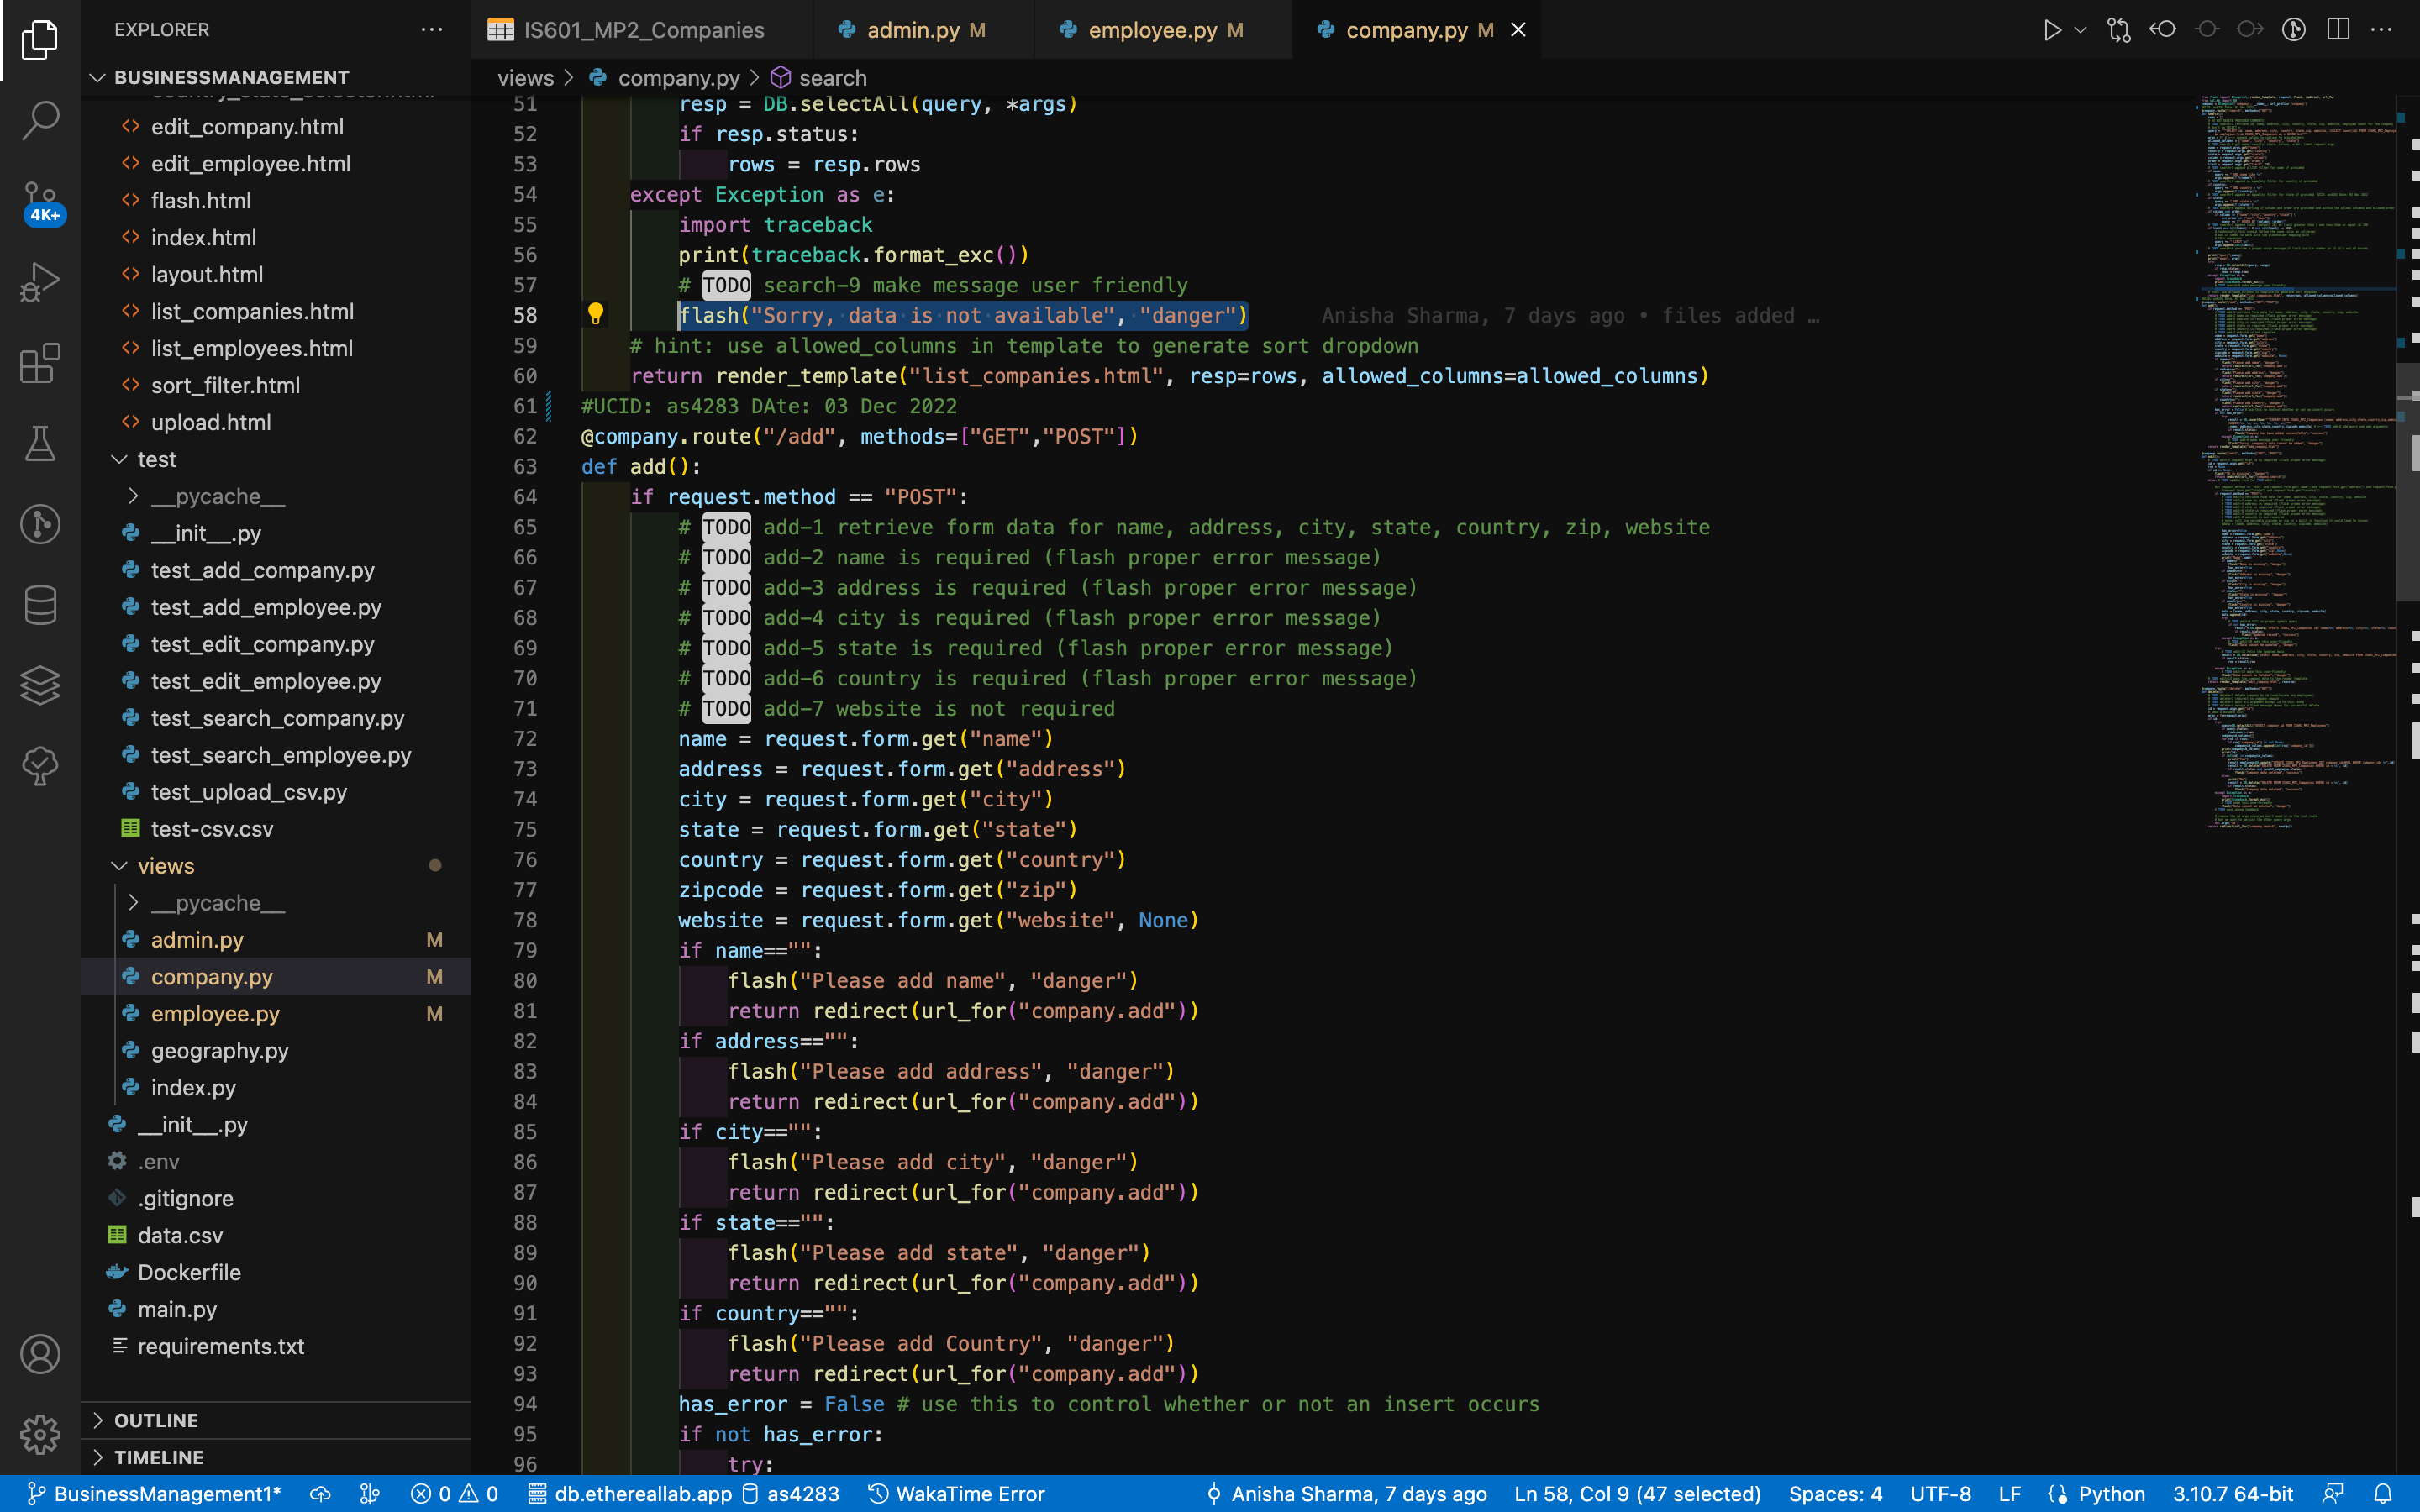 EXPLORER
IS601_MP2_Companies
admin.py M
employee.py M
company.py M
BUSINESSMANAGEMENT
views > company.py > search
edit_company.html
edit_employee.html
flash.html
index.html
layout.html
list_companies.html
list_employees.html
sort_filter.html
upload.html
test
__pycache__
__init__.py
test_add_company.py
test_add_employee.py
test_edit_company.py
test_edit_employee.py
test_search_company.py
test_search_employee.py
test_upload_csv.py
test-csv.csv
views
__pycache__
admin.py M
company.py M
employee.py M
geography.py
index.py
__init__.py
.env
.gitignore
data.csv
Dockerfile
main.py
requirements.txt
OUTLINE
TIMELINE
4K+
51 resp = DB.selectAll(query, *args)
52 if resp.status:
53 rows = resp.rows
54 except Exception as e:
55 import traceback
56 print(traceback.format_exc())
57 # TODO search-9 make message user friendly
58 flash("Sorry, data is not available", "danger") Anisha Sharma, 7 days ago • files added …
59 # hint: use allowed_columns in template to generate sort dropdown
60 return render_template("list_companies.html", resp=rows, allowed_columns=allowed_columns)
61 #UCID: as4283 DAte: 03 Dec 2022
62 @company.route("/add", methods=["GET","POST"])
63 def add():
64 if request.method == "POST":
65 # TODO add-1 retrieve form data for name, address, city, state, country, zip, website
66 # TODO add-2 name is required (flash proper error message)
67 # TODO add-3 address is required (flash proper error message)
68 # TODO add-4 city is required (flash proper error message)
69 # TODO add-5 state is required (flash proper error message)
70 # TODO add-6 country is required (flash proper error message)
71 # TODO add-7 website is not required
72 name = request.form.get("name")
73 address = request.form.get("address")
74 city = request.form.get("city")
75 state = request.form.get("state")
76 country = request.form.get("country")
77 zipcode = request.form.get("zip")
78 website = request.form.get("website", None)
79 if name=="":
80 flash("Please add name", "danger")
81 return redirect(url_for("company.add"))
82 if address=="":
83 flash("Please add address", "danger")
84 return redirect(url_for("company.add"))
85 if city=="":
86 flash("Please add city", "danger")
87 return redirect(url_for("company.add"))
88 if state=="":
89 flash("Please add state", "danger")
90 return redirect(url_for("company.add"))
91 if country=="":
92 flash("Please add Country", "danger")
93 return redirect(url_for("company.add"))
94 has_error = False # use this to control whether or not an insert occurs
95 if not has_error:
96 try:
BusinessManagement1* 0 0 db.ethereallab.app as4283 WakaTime Error Anisha Sharma, 7 days ago Ln 58, Col 9 (47 selected) Spaces: 4 UTF-8 LF Python 3.10.7 64-bit